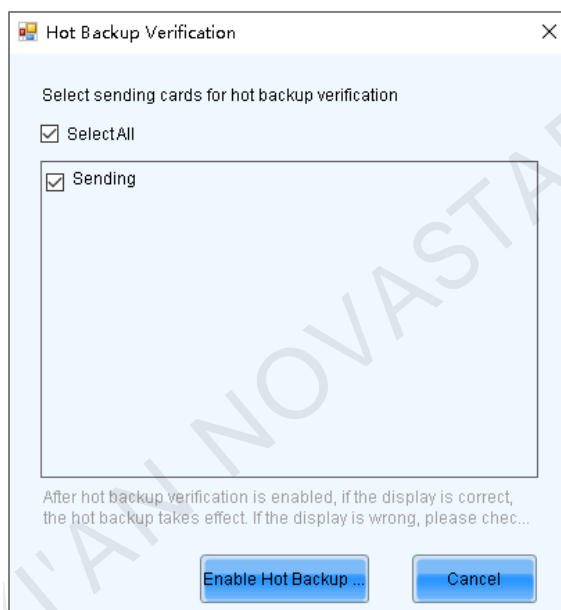 Hot Backup Verification
Select sending cards for hot backup verification
Select All
Sending
After hot backup verification is enabled, if the display is correct,
the hot backup takes effect. If the display is wrong, please chec...
Enable Hot Backup ...
Cancel
I'AN NOVASTAR